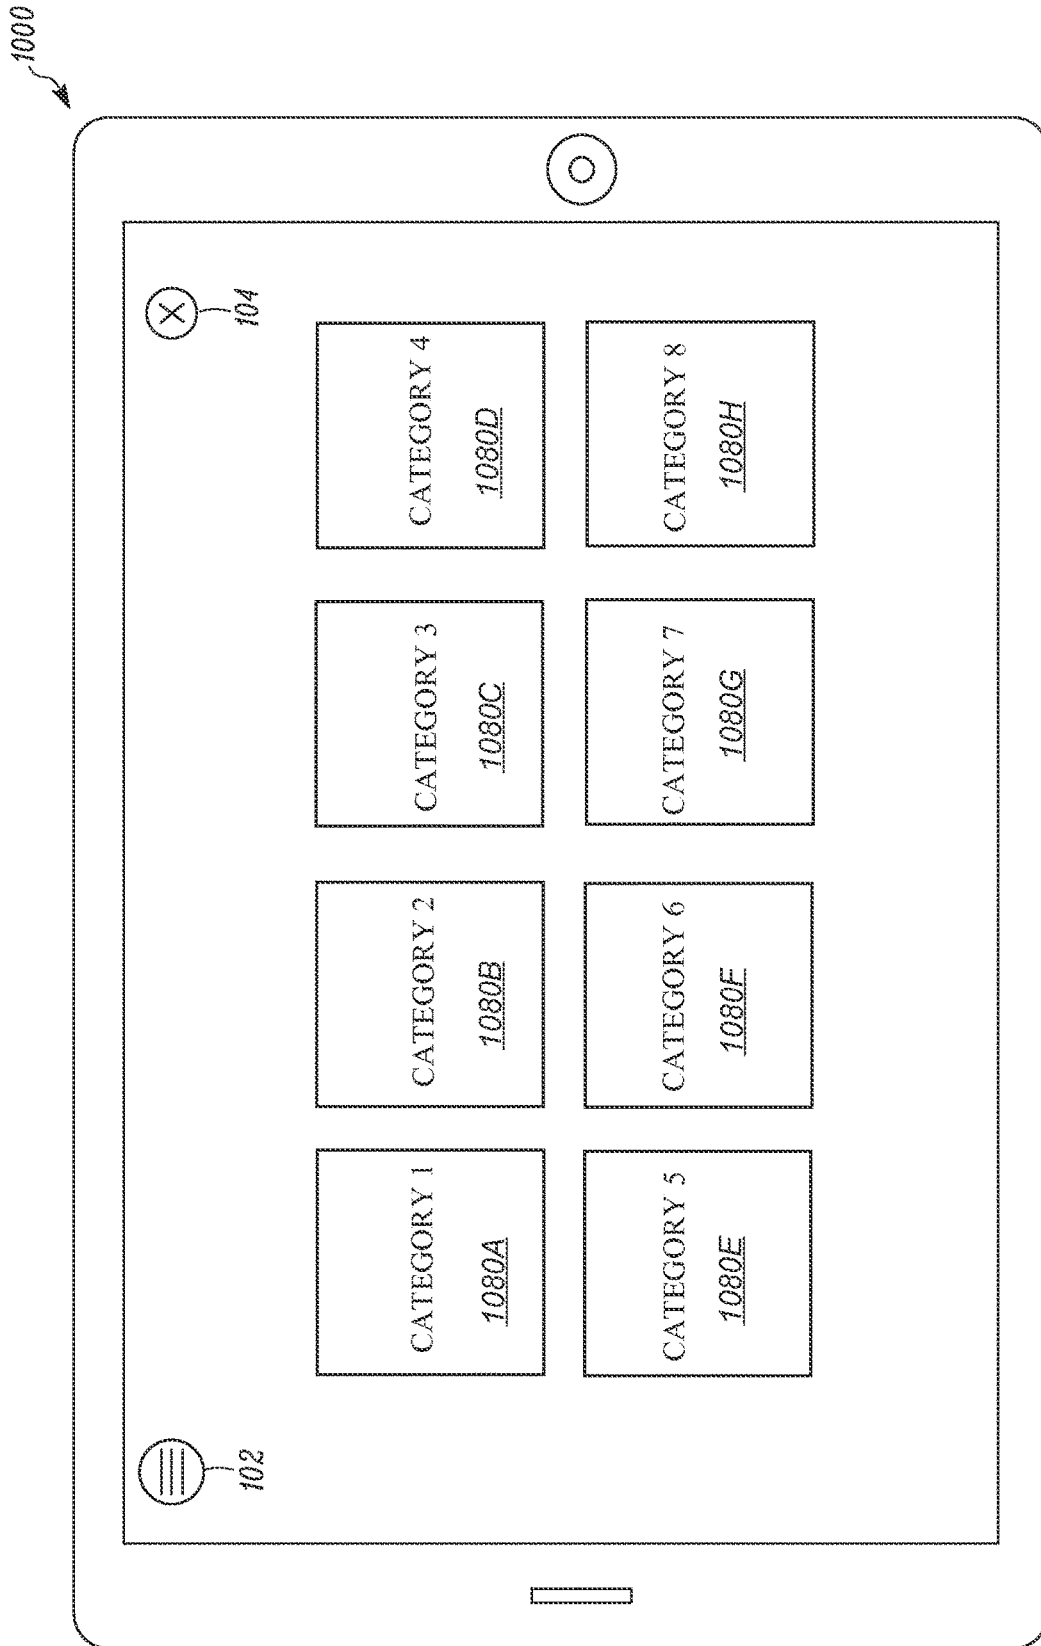 1000
102
104
CATEGORY 1
1080A
CATEGORY 2
1080B
CATEGORY 3
1080C
CATEGORY 4
1080D
CATEGORY 5
1080E
CATEGORY 6
1080F
CATEGORY 7
1080G
CATEGORY 8
1080H